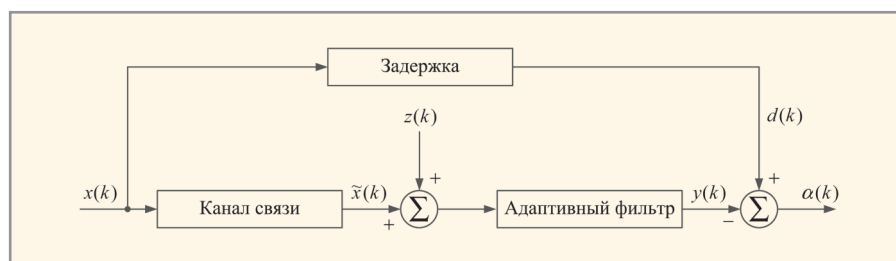 Задержка
d(k)
z(k)
+
+
x(k)
x̃(k)
y(k)
α(k)
Канал связи
∑
Адаптивный фильтр
∑
+
−